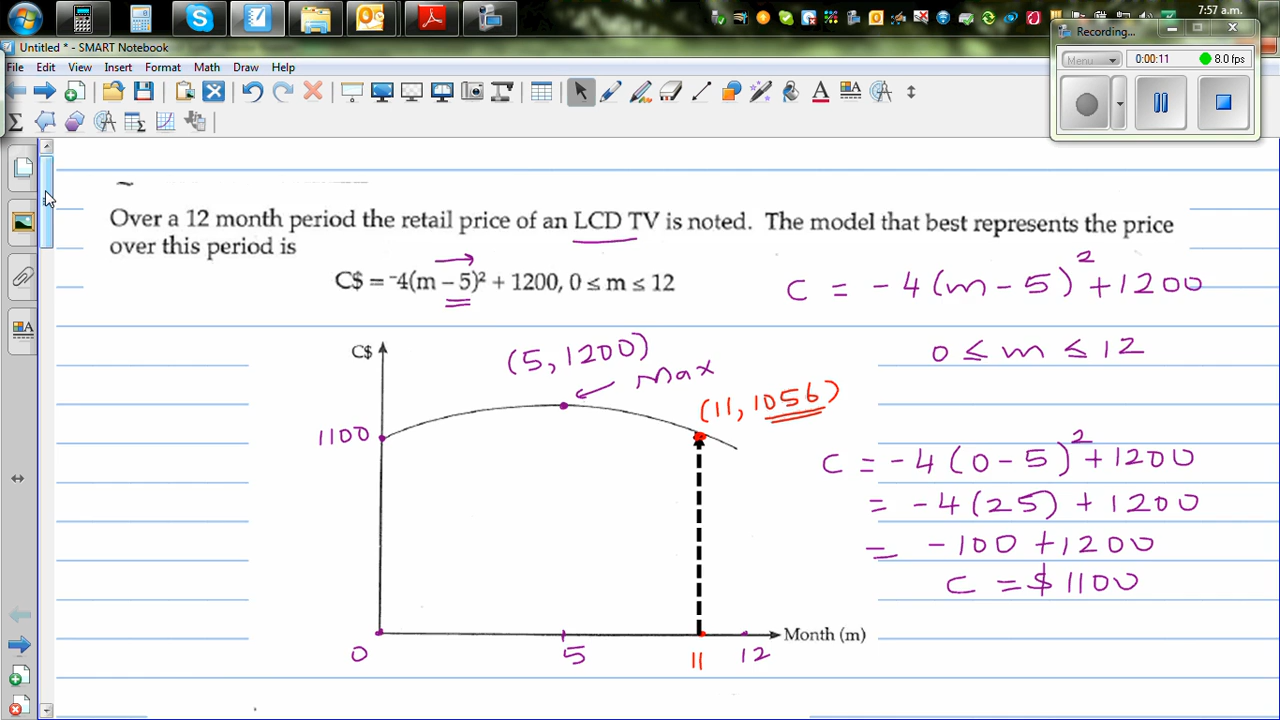 7:57 a.m.
Untitled * - SMART Notebook
Recording...
File Edit View Insert Format Math Draw Help
Menu 0:00:11 8.0 fps
Over a 12 month period the retail price of an LCD TV is noted. The model that best represents the price
over this period is
C$ = ⁻4(m – 5)² + 1200, 0 ≤ m ≤ 12
C = -4(m-5)² +1200
0 ≤ m ≤ 12
C$
(5, 1200)
Max
(11, 1056)
1100
C = -4(0-5)² +1200
= -4(25) + 1200
= -100 +1200
C = $1100
Month (m)
0 5 11 12